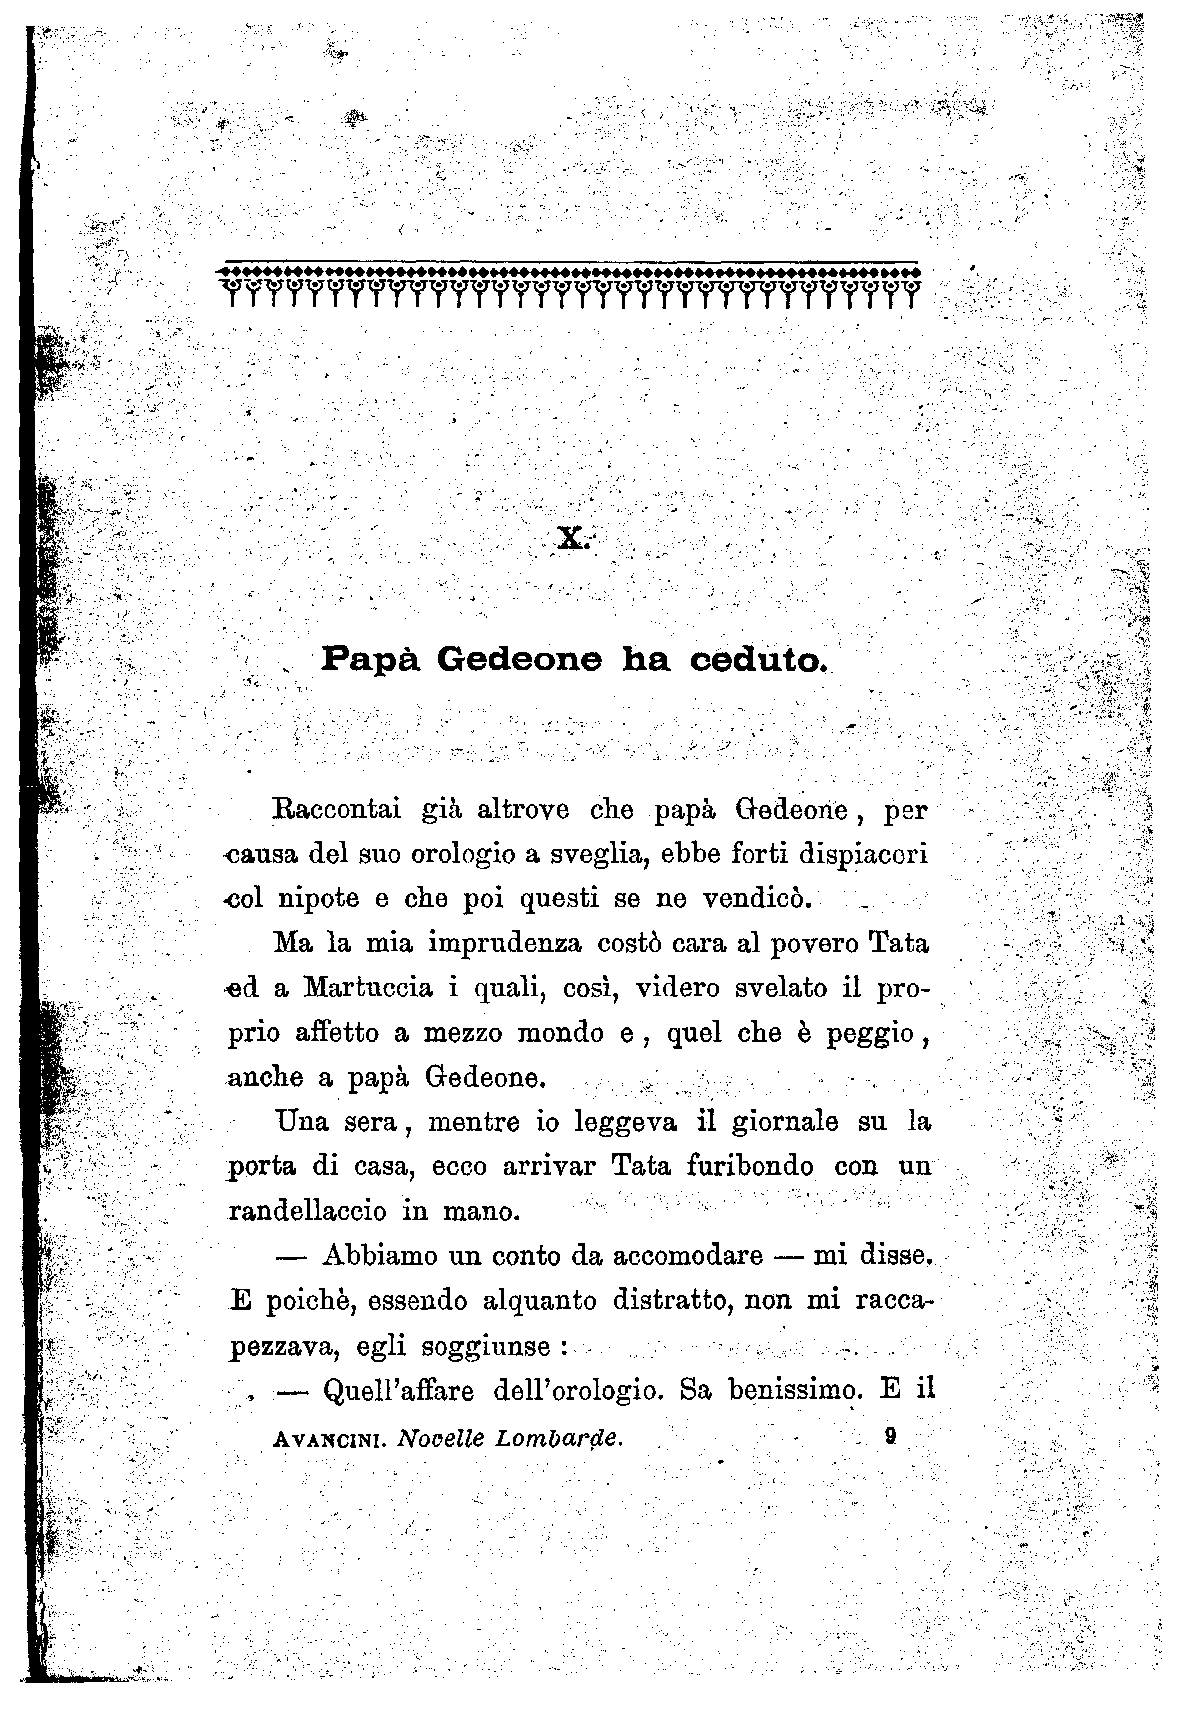 X.
Papà Gedeone ha ceduto.
Raccontai già altrove che papà Gedeone, per
causa del suo orologio a sveglia, ebbe forti dispiaceri
col nipote e che poi questi se ne vendicò.
Ma la mia imprudenza costò cara al povero Tata
ed a Martuccia i quali, così, videro svelato il pro-
prio affetto a mezzo mondo e, quel che è peggio,
anche a papà Gedeone.
Una sera, mentre io leggeva il giornale su la
porta di casa, ecco arrivar Tata furibondo con un
randellaccio in mano.
— Abbiamo un conto da accomodare — mi disse.
E poichè, essendo alquanto distratto, non mi racca-
pezzava, egli soggiunse :
— Quell'affare dell'orologio. Sa benissimo. E il
AVANCINI. Novelle Lombarde. 9